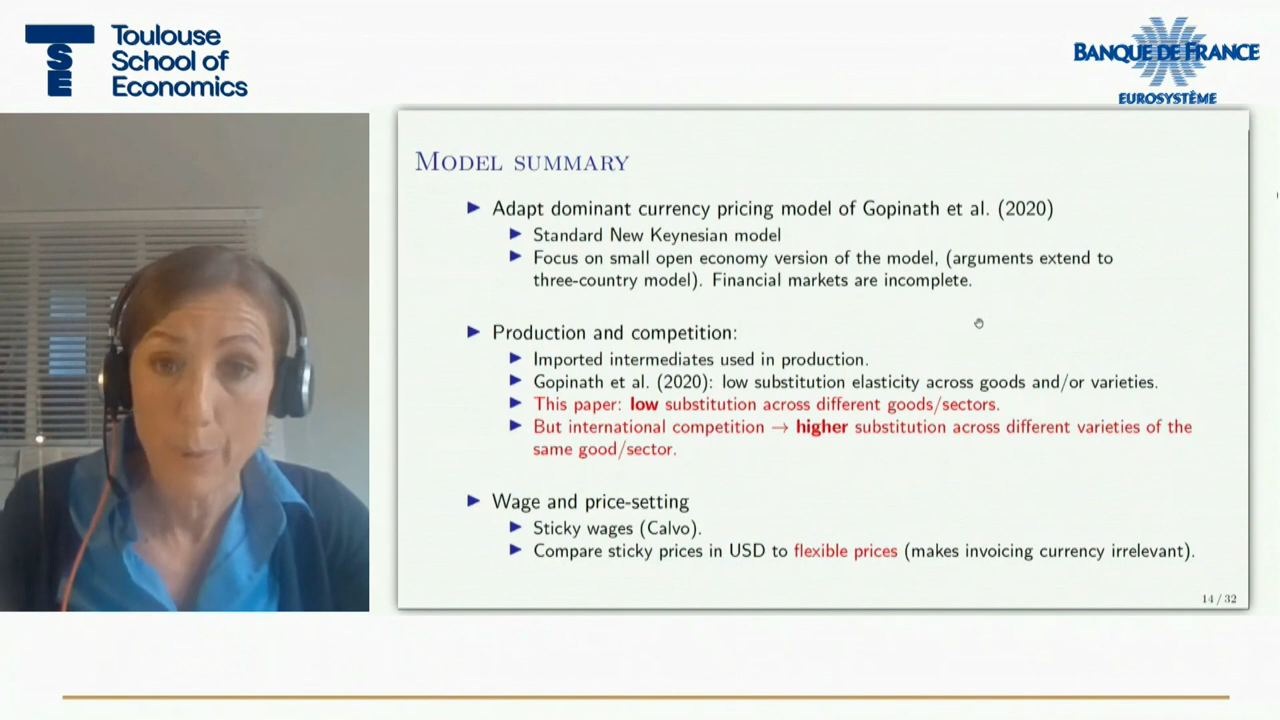 Toulouse
School of
Economics
TSE
BANQUE DE FRANCE
EUROSYSTÈME
MODEL SUMMARY
Adapt dominant currency pricing model of Gopinath et al. (2020)
Standard New Keynesian model
Focus on small open economy version of the model, (arguments extend to
three-country model). Financial markets are incomplete.
Production and competition:
Imported intermediates used in production.
Gopinath et al. (2020): low substitution elasticity across goods and/or varieties.
This paper: low substitution across different goods/sectors.
But international competition → higher substitution across different varieties of the
same good/sector.
Wage and price-setting
Sticky wages (Calvo).
Compare sticky prices in USD to flexible prices (makes invoicing currency irrelevant).
14 / 32